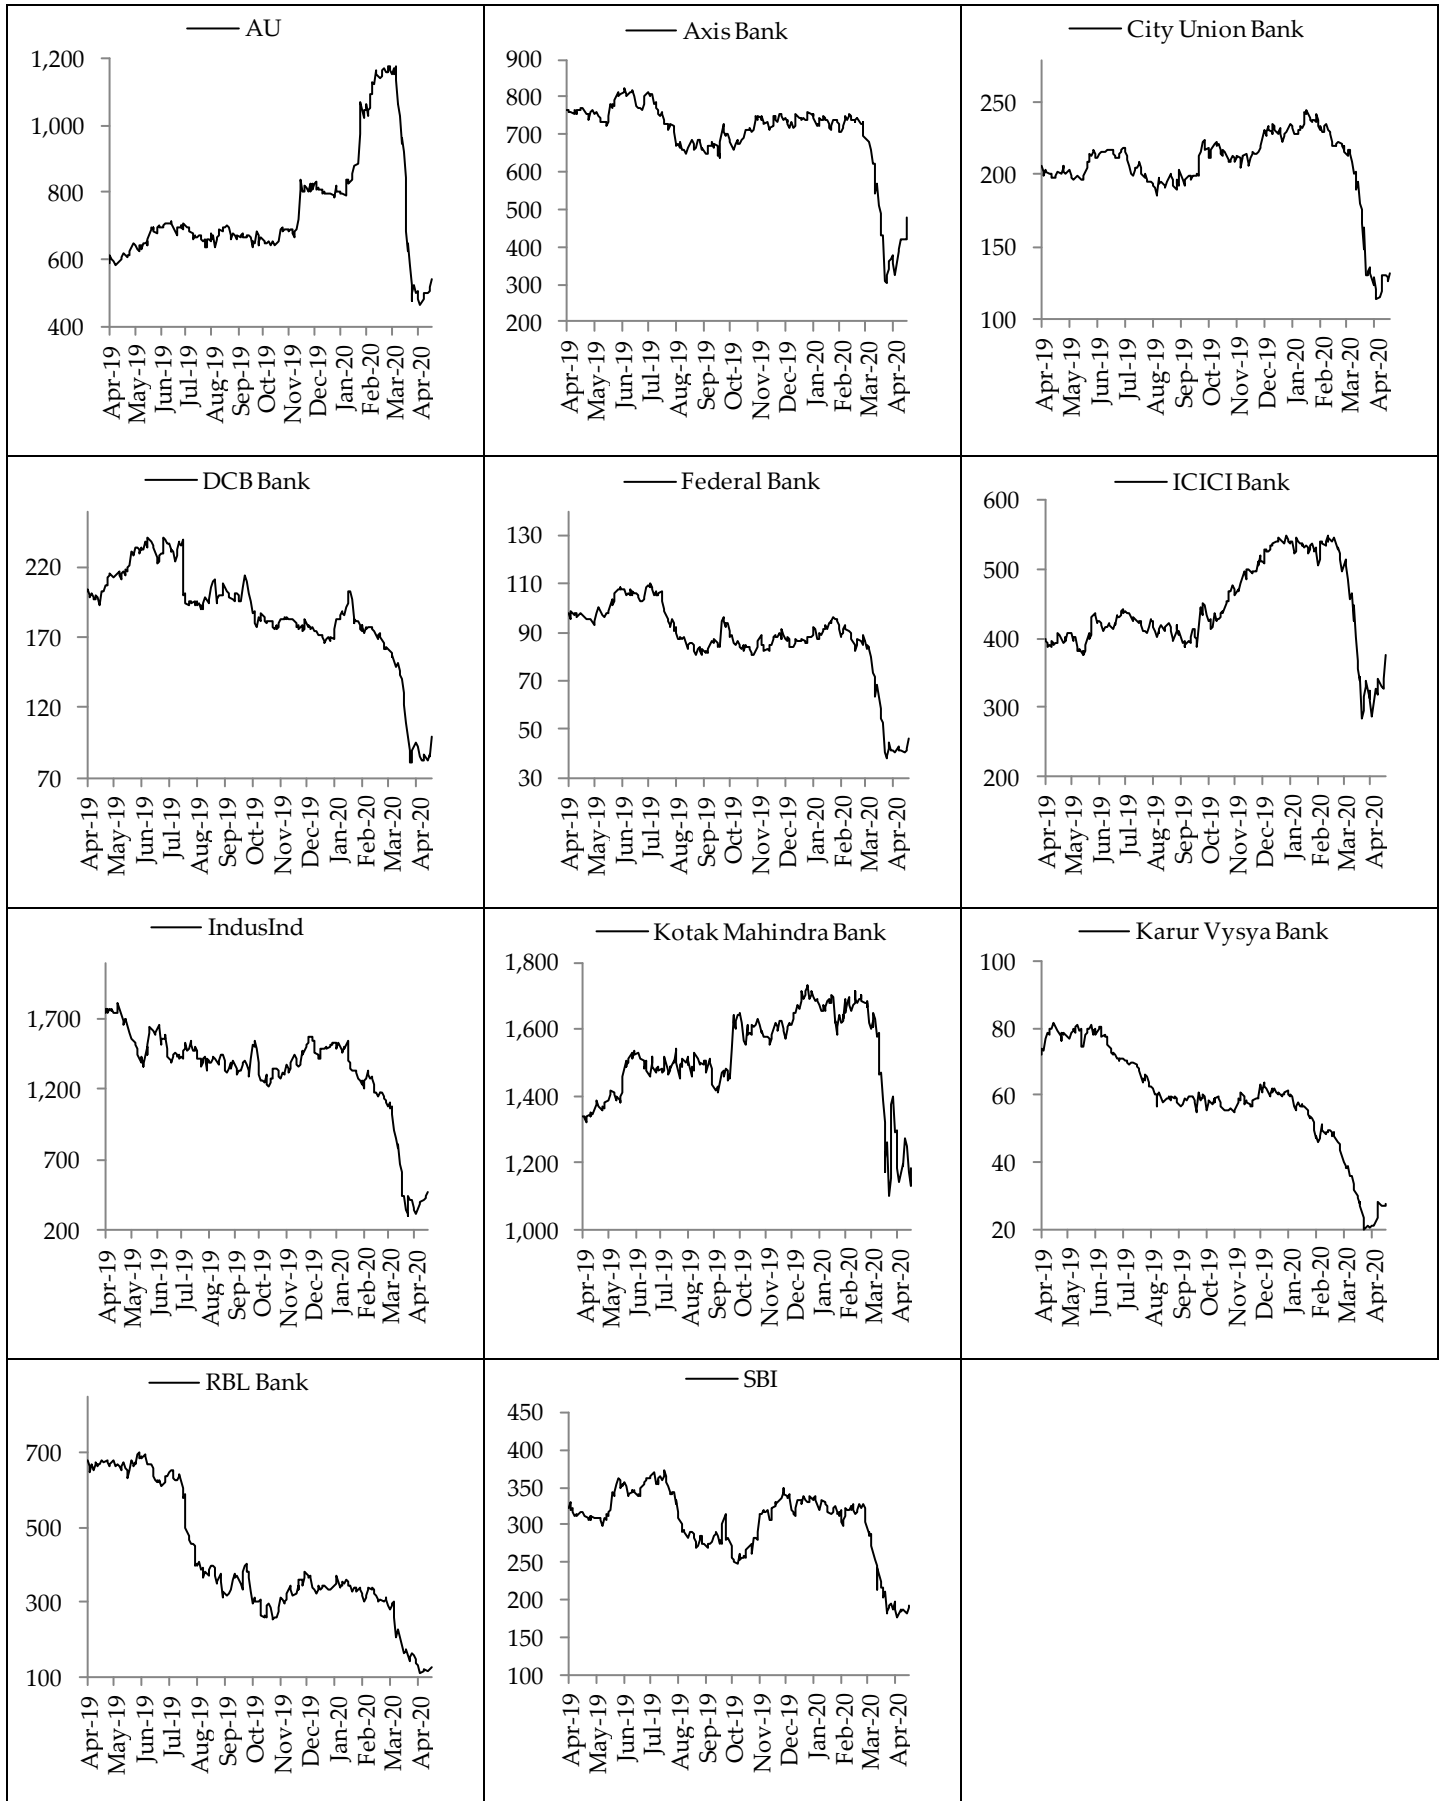 AU
1,200
1,000
800
600
400
Apr-19 May-19 Jun-19 Jul-19 Aug-19 Sep-19 Oct-19 Nov-19 Dec-19 Jan-20 Feb-20 Mar-20 Apr-20
Axis Bank
900
800
700
600
500
400
300
200
Apr-19 May-19 Jun-19 Jul-19 Aug-19 Sep-19 Oct-19 Nov-19 Dec-19 Jan-20 Feb-20 Mar-20 Apr-20
City Union Bank
250
200
150
100
Apr-19 May-19 Jun-19 Jul-19 Aug-19 Sep-19 Oct-19 Nov-19 Dec-19 Jan-20 Feb-20 Mar-20 Apr-20
DCB Bank
220
170
120
70
Apr-19 May-19 Jun-19 Jul-19 Aug-19 Sep-19 Oct-19 Nov-19 Dec-19 Jan-20 Feb-20 Mar-20 Apr-20
Federal Bank
130
110
90
70
50
30
Apr-19 May-19 Jun-19 Jul-19 Aug-19 Sep-19 Oct-19 Nov-19 Dec-19 Jan-20 Feb-20 Mar-20 Apr-20
ICICI Bank
600
500
400
300
200
Apr-19 May-19 Jun-19 Jul-19 Aug-19 Sep-19 Oct-19 Nov-19 Dec-19 Jan-20 Feb-20 Mar-20 Apr-20
IndusInd
1,700
1,200
700
200
Apr-19 May-19 Jun-19 Jul-19 Aug-19 Sep-19 Oct-19 Nov-19 Dec-19 Jan-20 Feb-20 Mar-20 Apr-20
Kotak Mahindra Bank
1,800
1,600
1,400
1,200
1,000
Apr-19 May-19 Jun-19 Jul-19 Aug-19 Sep-19 Oct-19 Nov-19 Dec-19 Jan-20 Feb-20 Mar-20 Apr-20
Karur Vysya Bank
100
80
60
40
20
Apr-19 May-19 Jun-19 Jul-19 Aug-19 Sep-19 Oct-19 Nov-19 Dec-19 Jan-20 Feb-20 Mar-20 Apr-20
RBL Bank
700
500
300
100
Apr-19 May-19 Jun-19 Jul-19 Aug-19 Sep-19 Oct-19 Nov-19 Dec-19 Jan-20 Feb-20 Mar-20 Apr-20
SBI
450
400
350
300
250
200
150
100
Apr-19 May-19 Jun-19 Jul-19 Aug-19 Sep-19 Oct-19 Nov-19 Dec-19 Jan-20 Feb-20 Mar-20 Apr-20